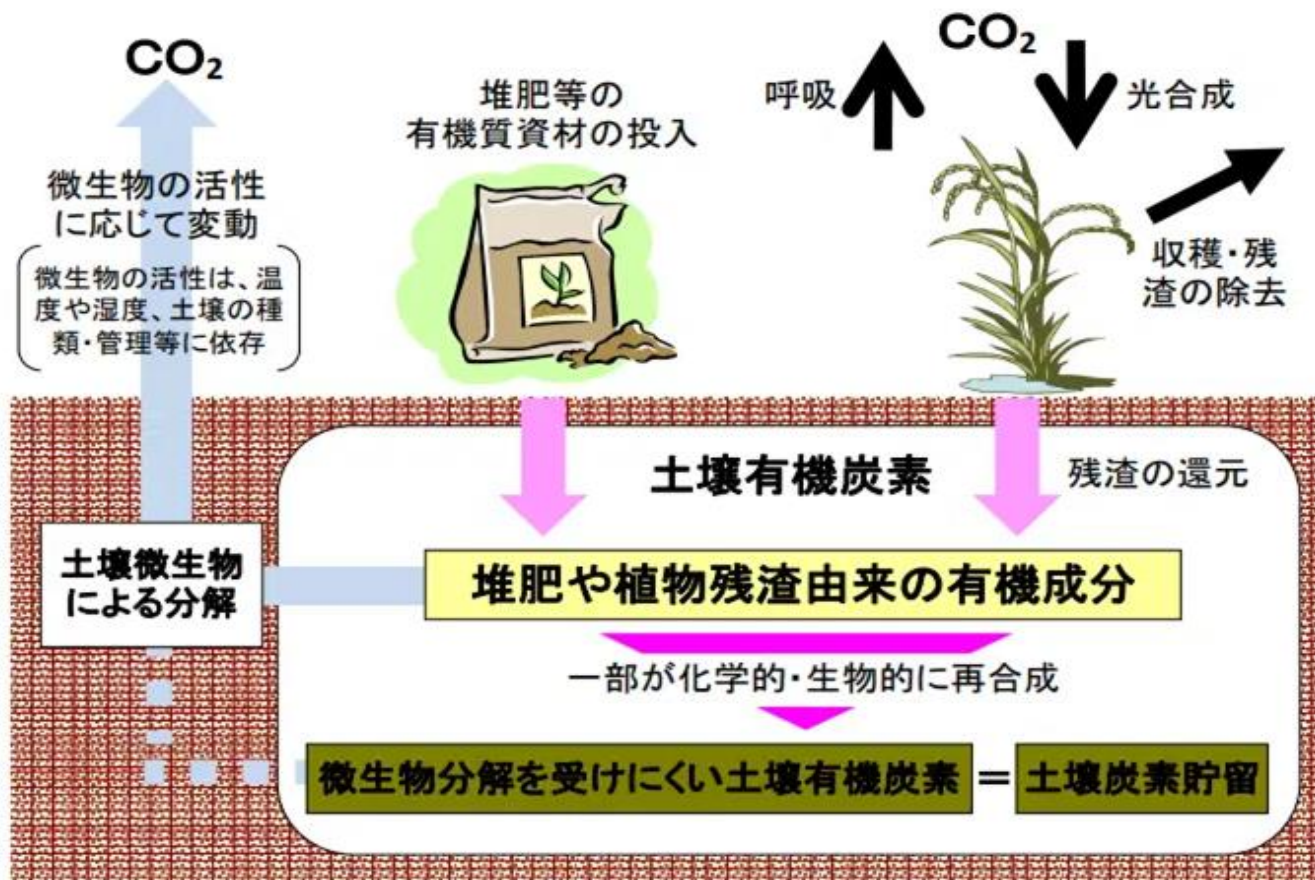 CO₂
微生物の活性
に応じて変動
微生物の活性は、温
度や湿度、土壌の種
類・管理等に依存
堆肥等の
有機質資材の投入
CO₂
呼吸
光合成
収穫・残
渣の除去
土壌有機炭素
残渣の還元
土壌微生物
による分解
堆肥や植物残渣由来の有機成分
一部が化学的・生物的に再合成
微生物分解を受けにくい土壌有機炭素 = 土壌炭素貯留